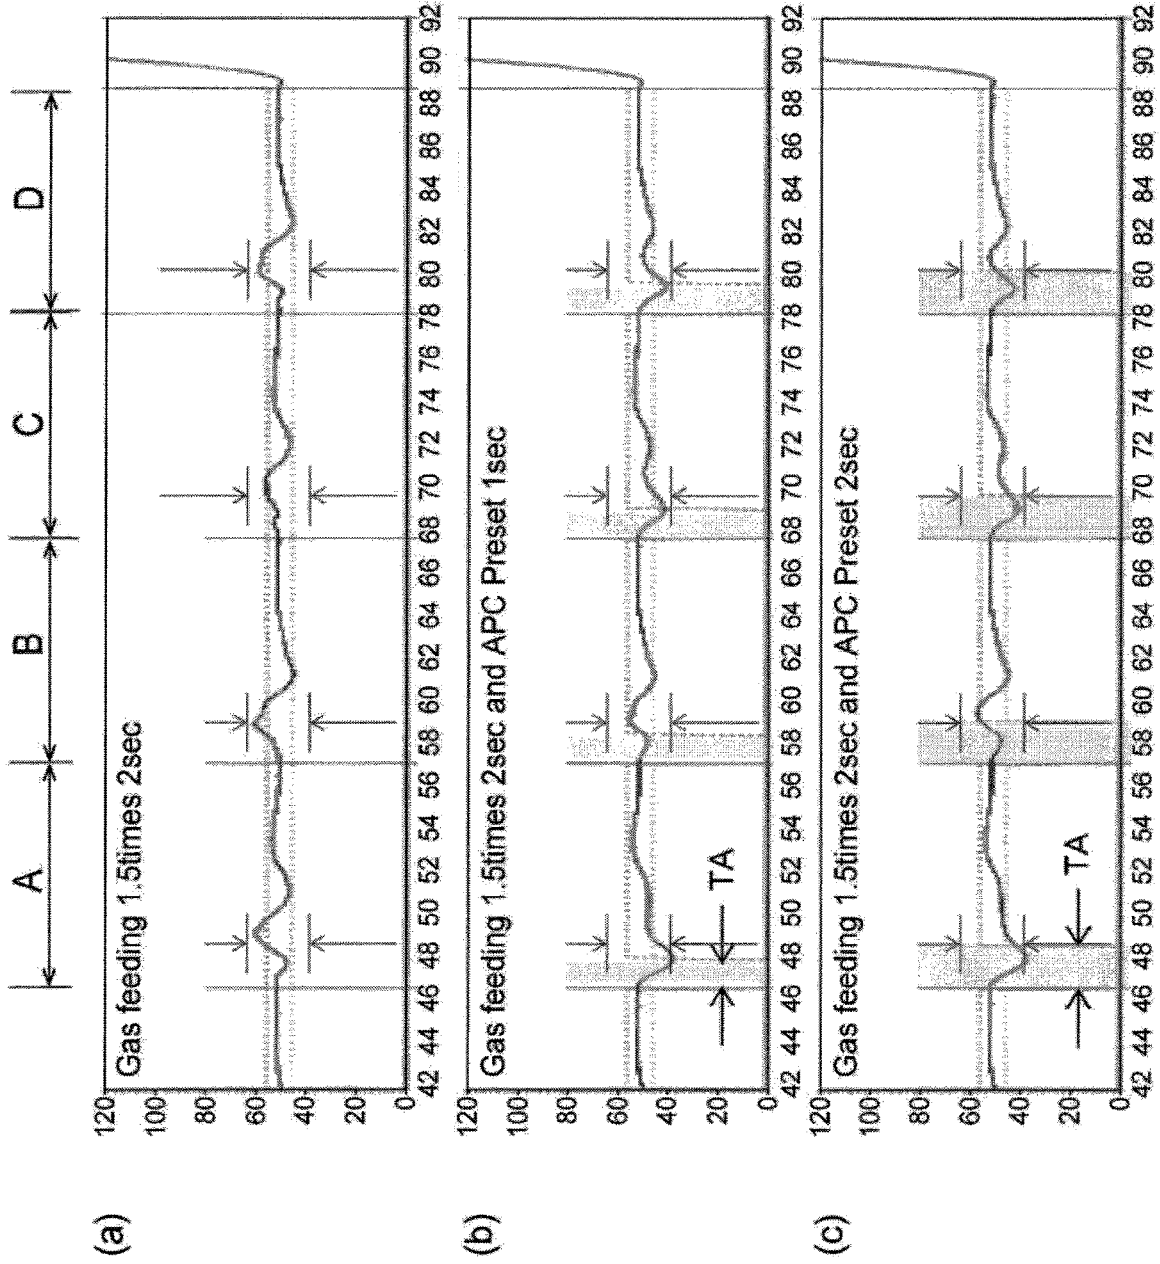 A B C D
(a)
Gas feeding 1.5times 2sec
120
100
80
60
40
20
0
42 44 46 48 50 52 54 56 58 60 62 64 66 68 70 72 74 76 78 80 82 84 86 88 90 92
(b)
Gas feeding 1.5times 2sec and APC Preset 1sec
120
100
80
60
40
20
0
TA
42 44 46 48 50 52 54 56 58 60 62 64 66 68 70 72 74 76 78 80 82 84 86 88 90 92
(c)
Gas feeding 1.5times 2sec and APC Preset 2sec
120
100
80
60
40
20
0
TA
42 44 46 48 50 52 54 56 58 60 62 64 66 68 70 72 74 76 78 80 82 84 86 88 90 92